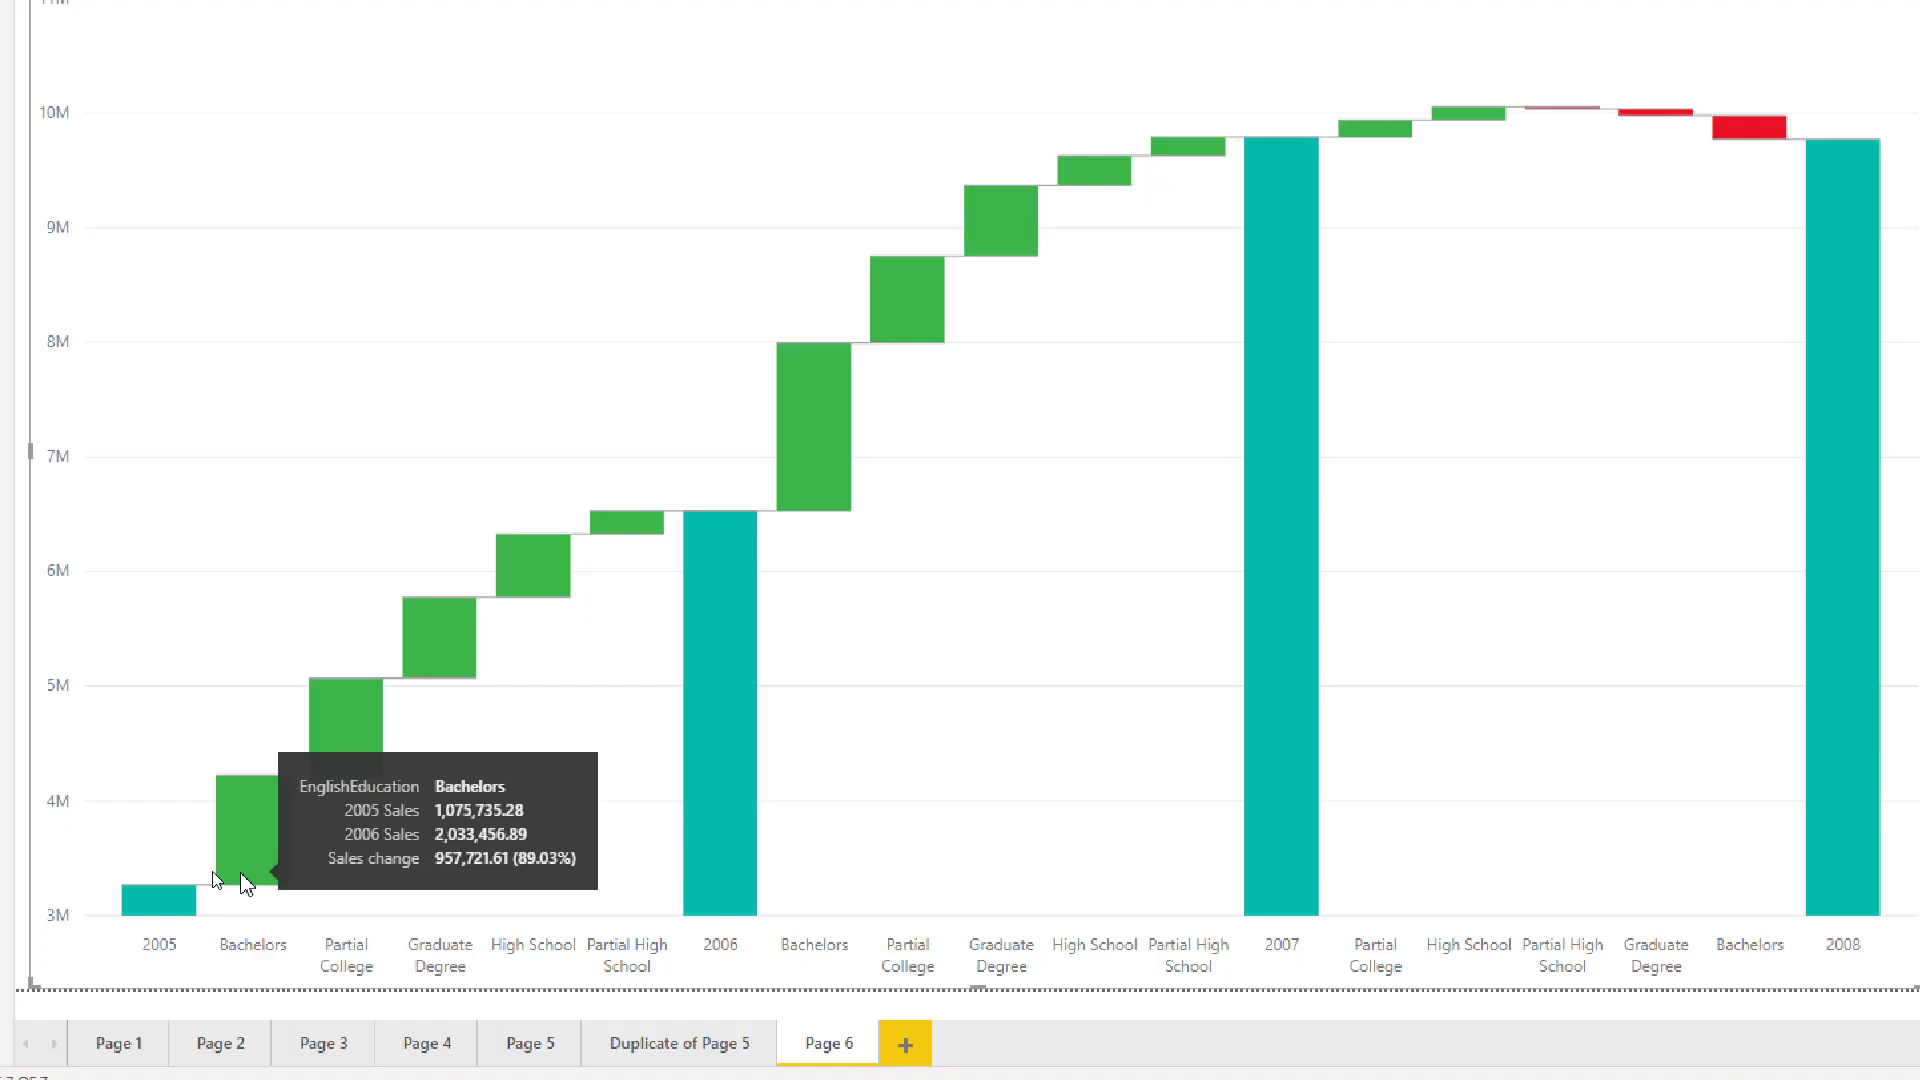 10M
9M
8M
7M
6M
5M
4M
3M
EnglishEducation Bachelors
2005 Sales 1,075,735.28
2006 Sales 2,033,456.89
Sales change 957,721.61 (89.03%)
2005 Bachelors Partial College Graduate Degree High School Partial High School 2006 Bachelors Partial College Graduate Degree High School Partial High School 2007 Partial College High School Partial High School Graduate Degree Bachelors 2008
Page 1 Page 2 Page 3 Page 4 Page 5 Duplicate of Page 5 Page 6 +